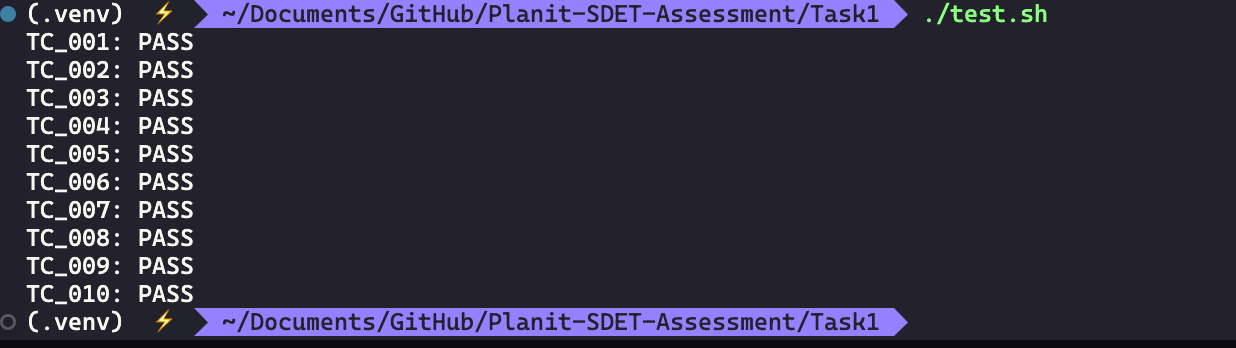 (.venv) ⚡ ~/Documents/GitHub/Planit-SDET-Assessment/Task1 ./test.sh
TC_001: PASS
TC_002: PASS
TC_003: PASS
TC_004: PASS
TC_005: PASS
TC_006: PASS
TC_007: PASS
TC_008: PASS
TC_009: PASS
TC_010: PASS
(.venv) ⚡ ~/Documents/GitHub/Planit-SDET-Assessment/Task1